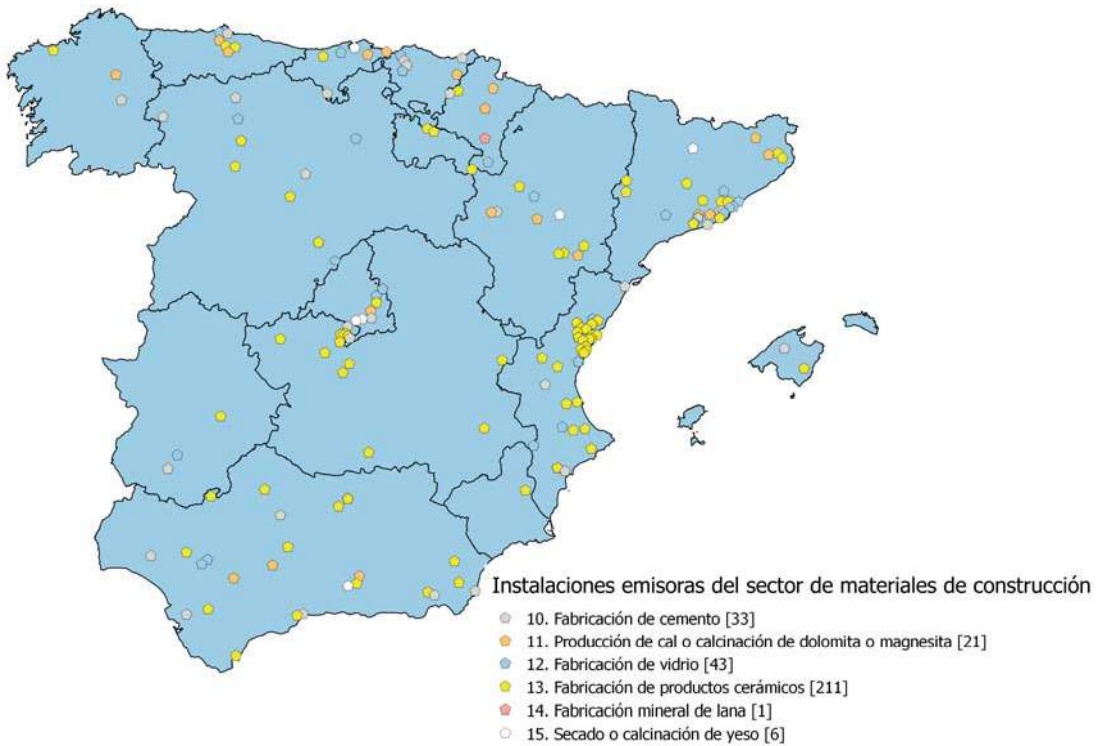 Instalaciones emisoras del sector de materiales de construcción
10. Fabricación de cemento [33]
11. Producción de cal o calcinación de dolomita o magnesita [21]
12. Fabricación de vidrio [43]
13. Fabricación de productos cerámicos [211]
14. Fabricación mineral de lana [1]
15. Secado o calcinación de yeso [6]